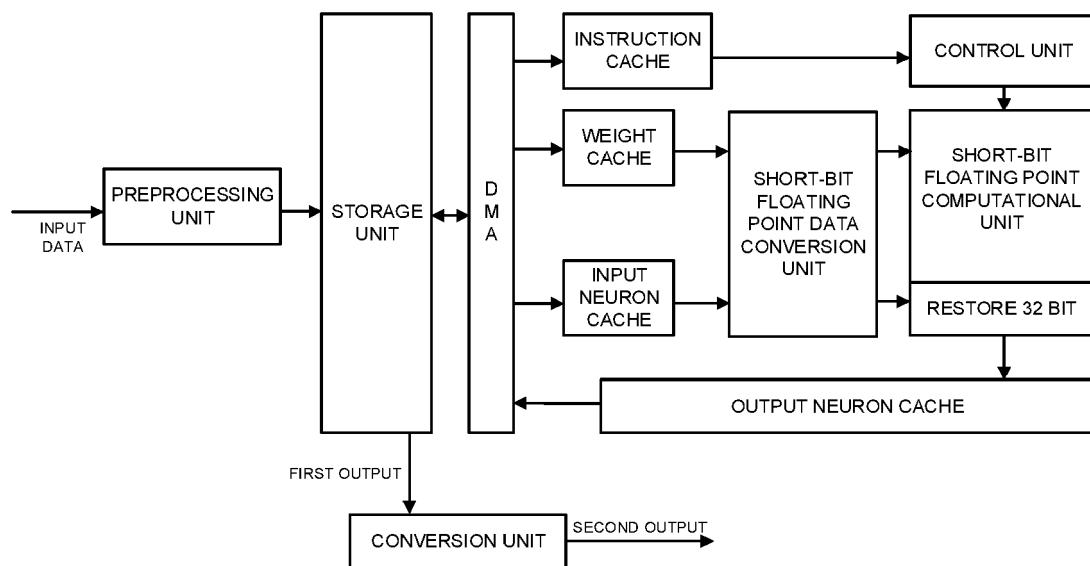 INPUT
DATA
PREPROCESSING
UNIT
STORAGE
UNIT
D
M
A
INSTRUCTION
CACHE
CONTROL UNIT
WEIGHT
CACHE
INPUT
NEURON
CACHE
SHORT-BIT
FLOATING
POINT DATA
CONVERSION
UNIT
SHORT-BIT
FLOATING POINT
COMPUTATIONAL
UNIT
RESTORE 32 BIT
OUTPUT NEURON CACHE
FIRST OUTPUT
CONVERSION UNIT
SECOND OUTPUT